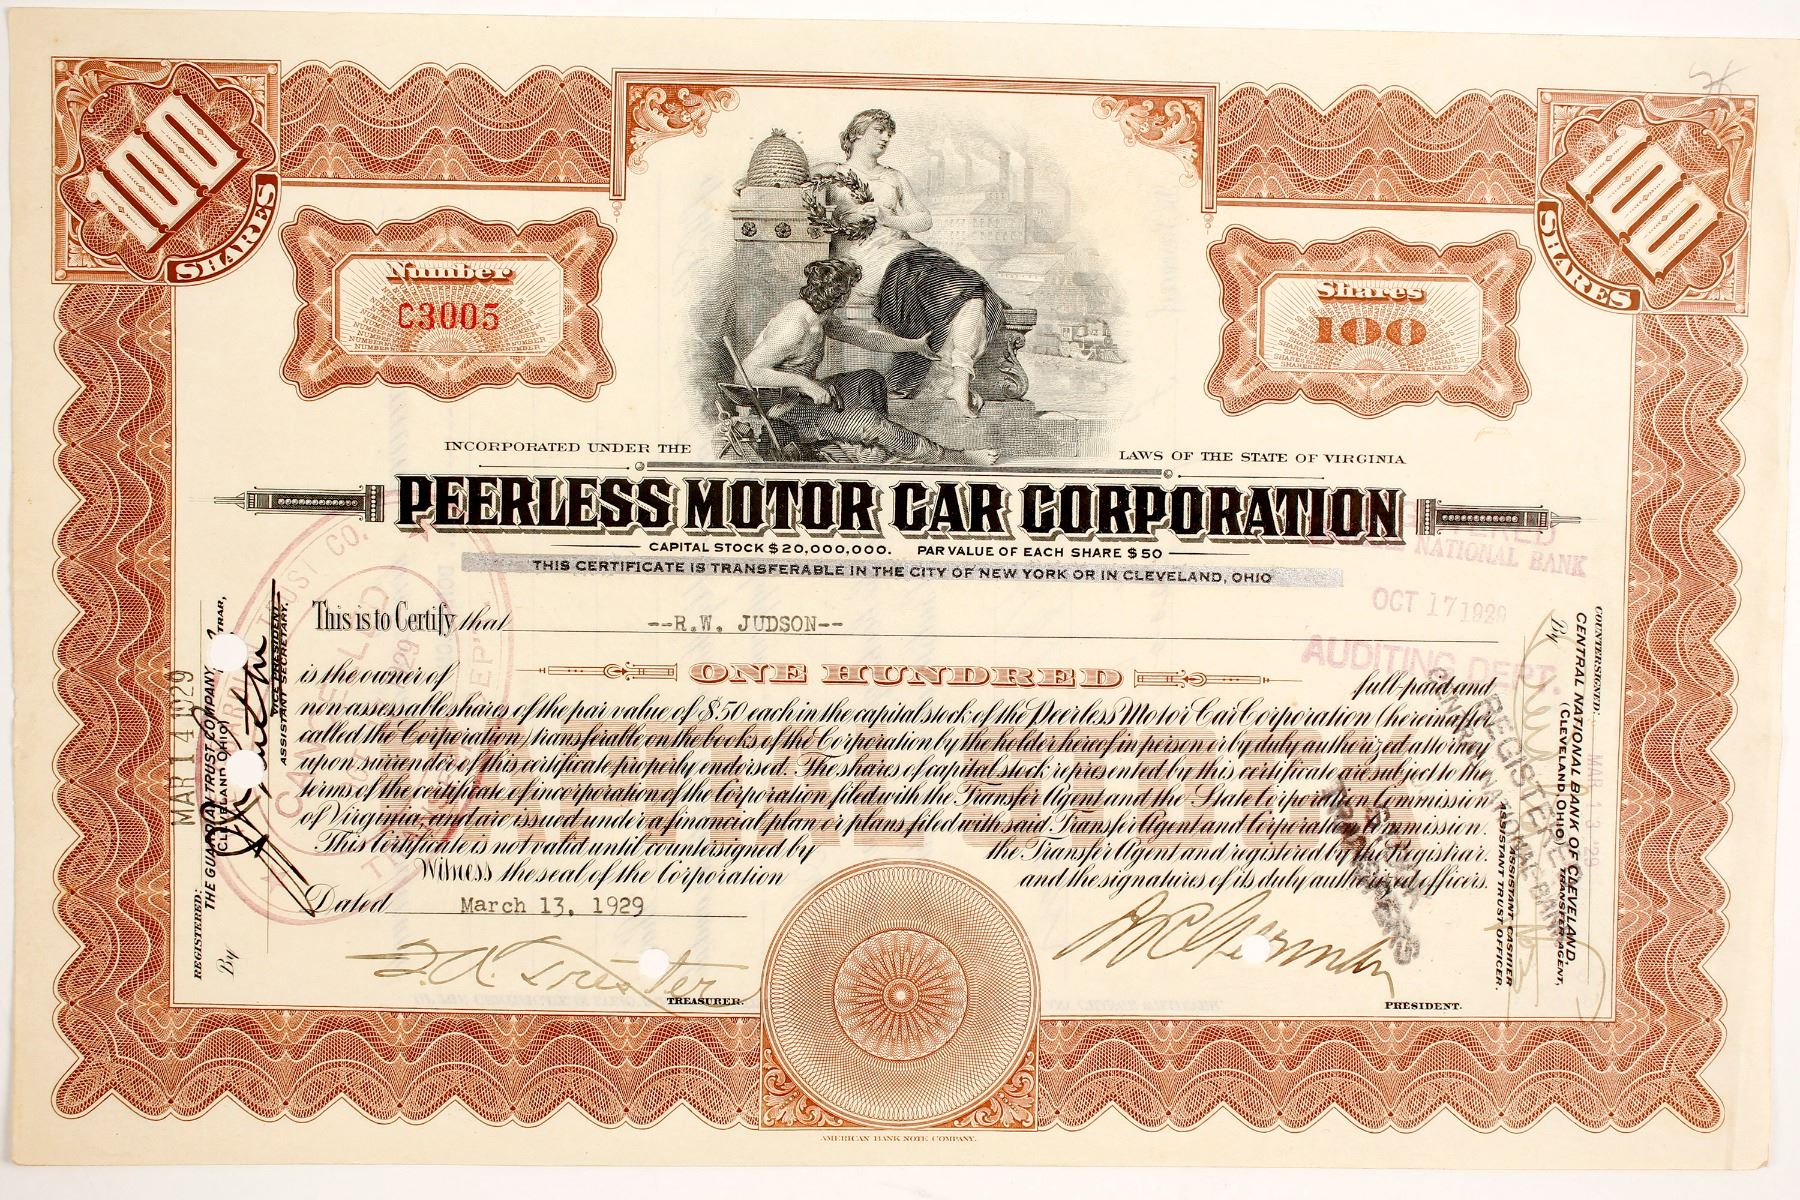 100 SHARES
100 SHARES
Number
C3005
Shares
100
INCORPORATED UNDER THE LAWS OF THE STATE OF VIRGINIA
PEERLESS MOTOR CAR CORPORATION
CAPITAL STOCK $20,000,000. PAR VALUE OF EACH SHARE $50
THIS CERTIFICATE IS TRANSFERABLE IN THE CITY OF NEW YORK OR IN CLEVELAND, OHIO
This is to Certify that --R.W. JUDSON--
is the owner of ONE HUNDRED full-paid and
non-assessable shares of the par value of $50 each in the capital stock of the Peerless Motor Car Corporation (hereinafter
called the Corporation) transferable on the books of the Corporation by the holder hereof in person or by duly authorized attorney
upon surrender of this certificate properly endorsed. The shares of capital stock represented by this certificate are subject to the
terms of the certificate of incorporation of the Corporation filed with the Transfer Agent and the State Corporation Commission
of Virginia, and are issued under a financial plan or plans filed with said Transfer Agent and Corporation Commission.
This Certificate is not valid until countersigned by the Transfer Agent and registered by the Registrar.
Witness the seal of the Corporation and the signatures of its duly authorized officers.
Dated March 13, 1929
TREASURER.
PRESIDENT.
AMERICAN BANK NOTE COMPANY.
REGISTERED:
THE GUARDIAN TRUST COMPANY
(CLEVELAND, OHIO)
By
VICE PRESIDENT
ASSISTANT SECRETARY.
MAR 14 1929
COUNTERSIGNED:
CENTRAL NATIONAL BANK OF CLEVELAND,
(CLEVELAND, OHIO) TRANSFER AGENT,
By
ASSISTANT CASHIER
ASSISTANT TRUST OFFICER.
MAR 13 29
NATIONAL BANK
OCT 17 1929
AUDITING DEPT.
REGISTERED
TRUST CO.
CANCELLED